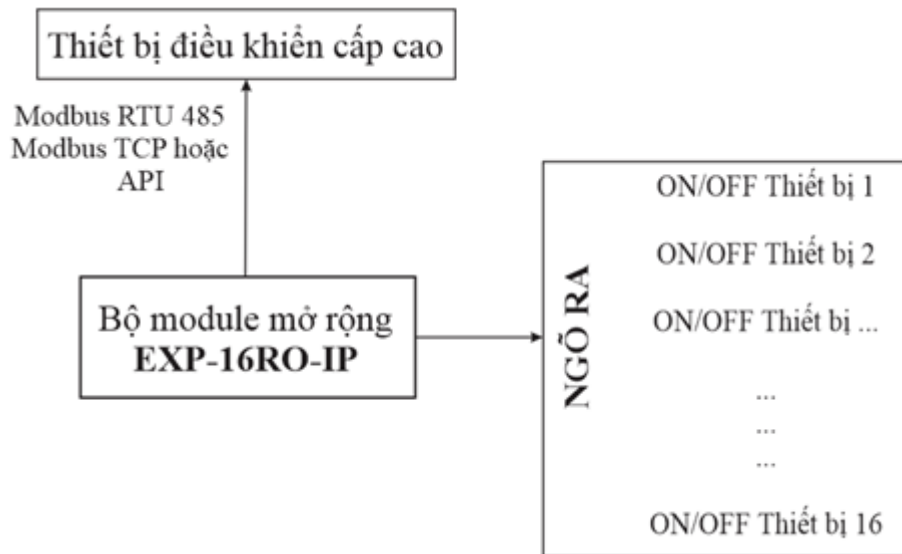 Thiết bị điều khiển cấp cao
Modbus RTU 485
Modbus TCP hoặc
API
Bộ module mở rộng
EXP-16RO-IP
NGÕ RA
ON/OFF Thiết bị 1
ON/OFF Thiết bị 2
ON/OFF Thiết bị ...
...
...
...
ON/OFF Thiết bị 16